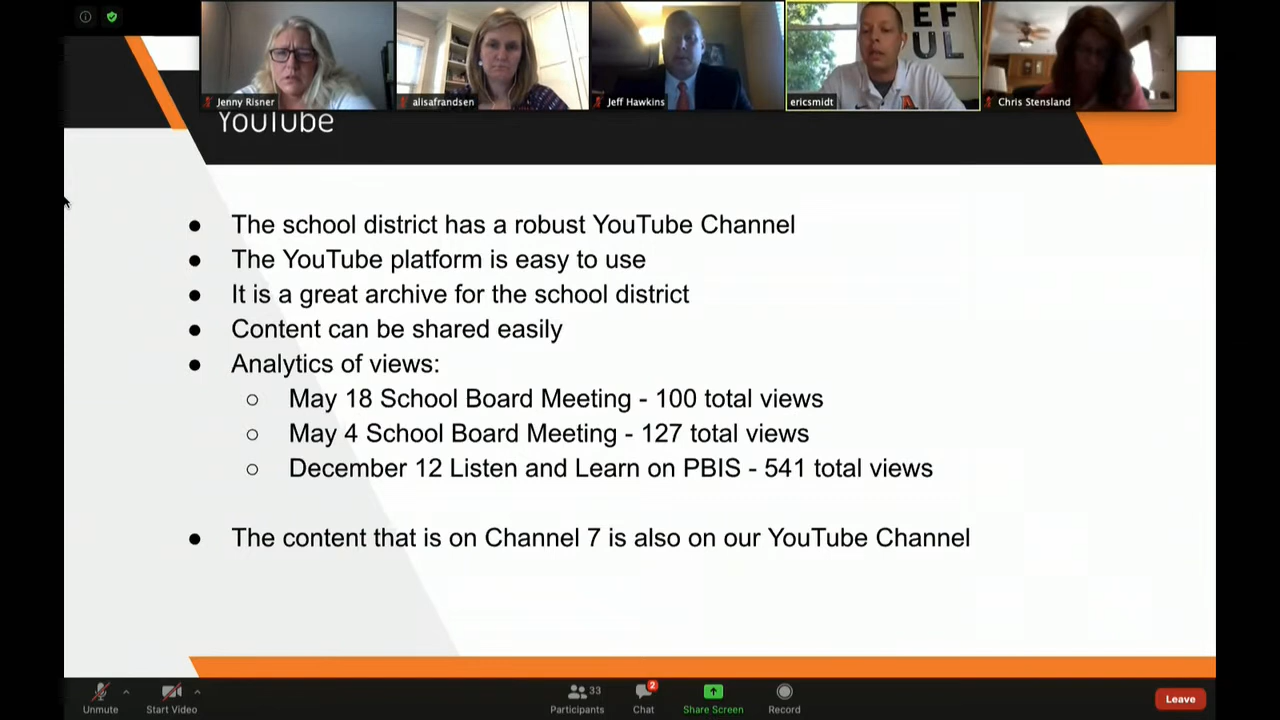 EF
UL
Jenny Risner
alisafrandsen
Jeff Hawkins
ericsmidt
Chris Stensland
YouTube
● The school district has a robust YouTube Channel
● The YouTube platform is easy to use
● It is a great archive for the school district
● Content can be shared easily
● Analytics of views:
○ May 18 School Board Meeting - 100 total views
○ May 4 School Board Meeting - 127 total views
○ December 12 Listen and Learn on PBIS - 541 total views
● The content that is on Channel 7 is also on our YouTube Channel
Unmute
Start Video
33
Participants
2
Chat
Share Screen
Record
Leave